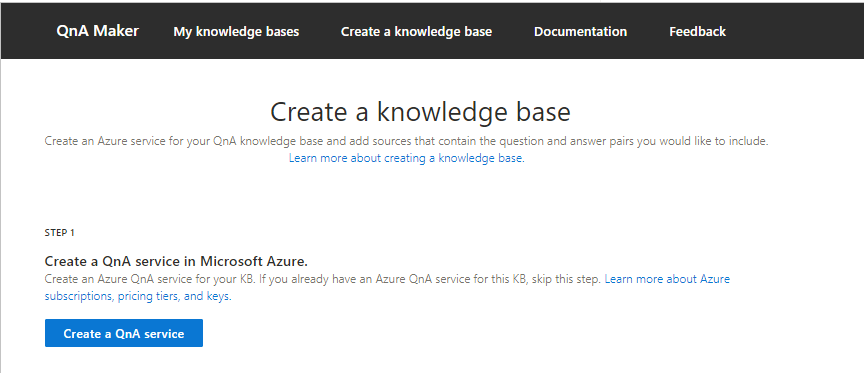 QnA Maker My knowledge bases Create a knowledge base Documentation Feedback
Create a knowledge base
Create an Azure service for your QnA knowledge base and add sources that contain the question and answer pairs you would like to include.
Learn more about creating a knowledge base.
STEP 1
Create a QnA service in Microsoft Azure.
Create an Azure QnA service for your KB. If you already have an Azure QnA service for this KB, skip this step. Learn more about Azure
subscriptions, pricing tiers, and keys.
Create a QnA service